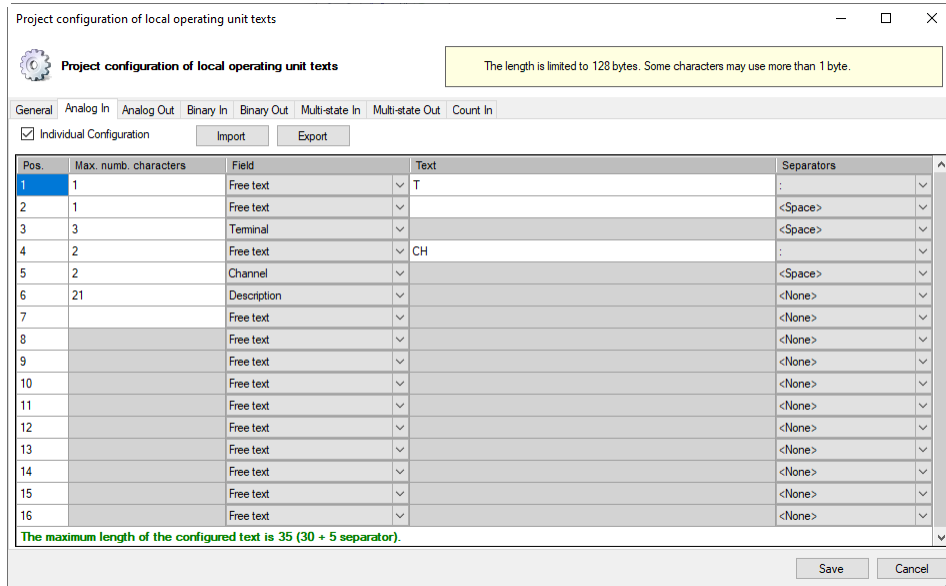 Project configuration of local operating unit texts
Project configuration of local operating unit texts
The length is limited to 128 bytes. Some characters may use more than 1 byte.
General Analog In Analog Out Binary In Binary Out Multi-state In Multi-state Out Count In
Individual Configuration Import Export
Pos. Max. numb. characters Field Text Separators
1 1 Free text T :
2 1 Free text <Space>
3 3 Terminal <Space>
4 2 Free text CH :
5 2 Channel <Space>
6 21 Description <None>
7 Free text <None>
8 Free text <None>
9 Free text <None>
10 Free text <None>
11 Free text <None>
12 Free text <None>
13 Free text <None>
14 Free text <None>
15 Free text <None>
16 Free text <None>
The maximum length of the configured text is 35 (30 + 5 separator).
Save Cancel